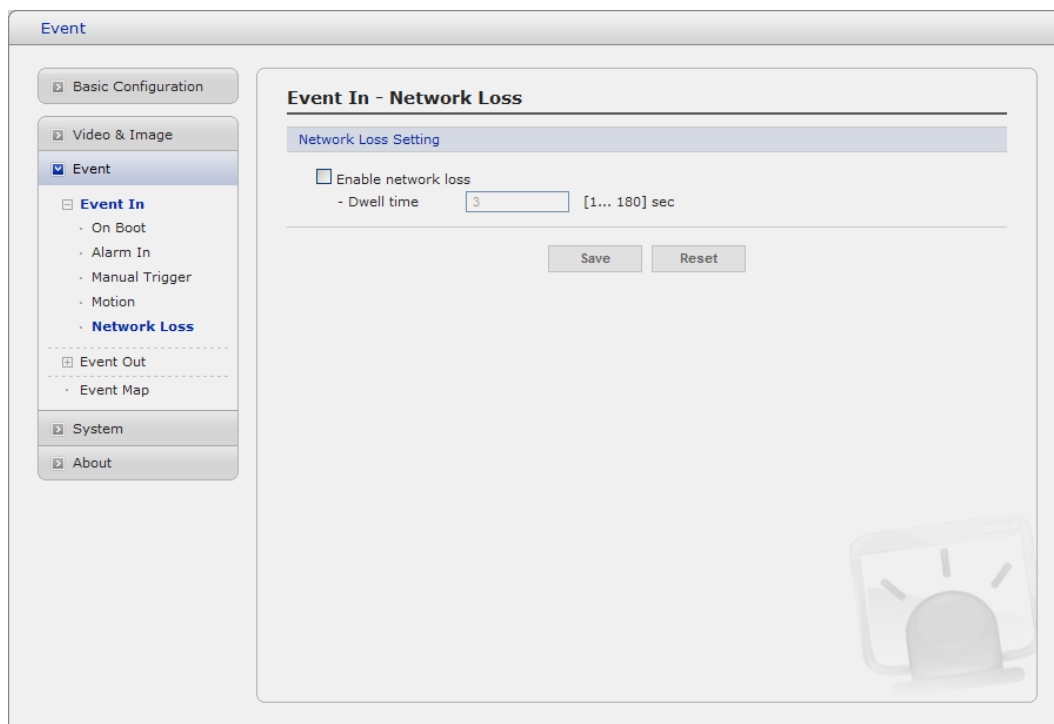 Event
Basic Configuration
Video & Image
Event
Event In
On Boot
Alarm In
Manual Trigger
Motion
Network Loss
Event Out
Event Map
System
About
Event In - Network Loss
Network Loss Setting
Enable network loss
- Dwell time 3 [1... 180] sec
Save Reset